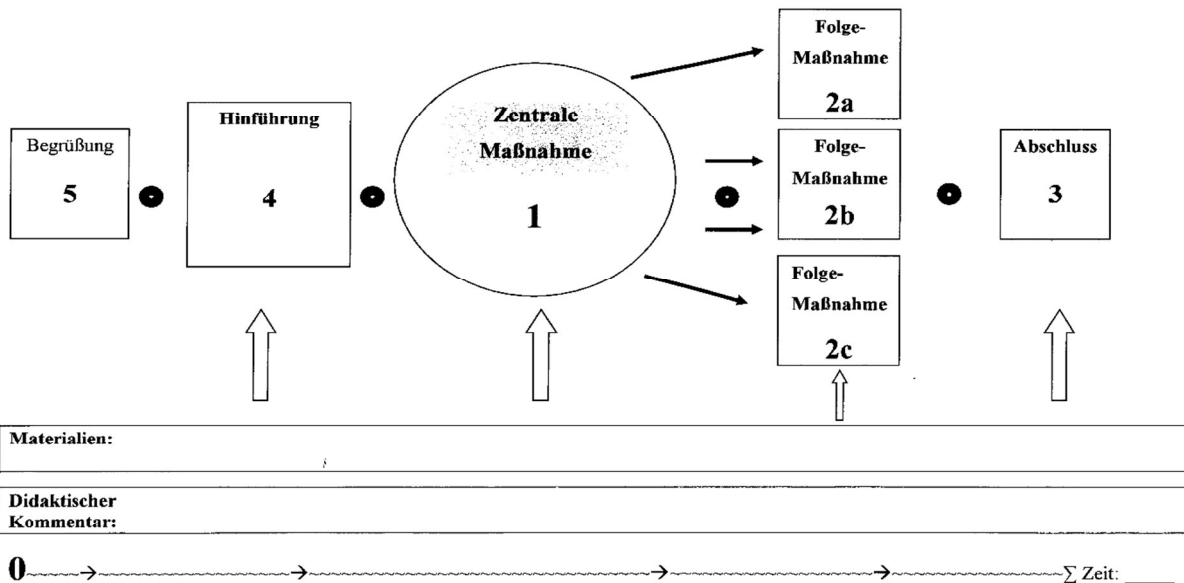 Begrüßung
5
Hinführung
4
Zentrale
Maßnahme
1
Folge-
Maßnahme
2a
Folge-
Maßnahme
2b
Folge-
Maßnahme
2c
Abschluss
3
Materialien:
Didaktischer
Kommentar:
0 ∑ Zeit: ____